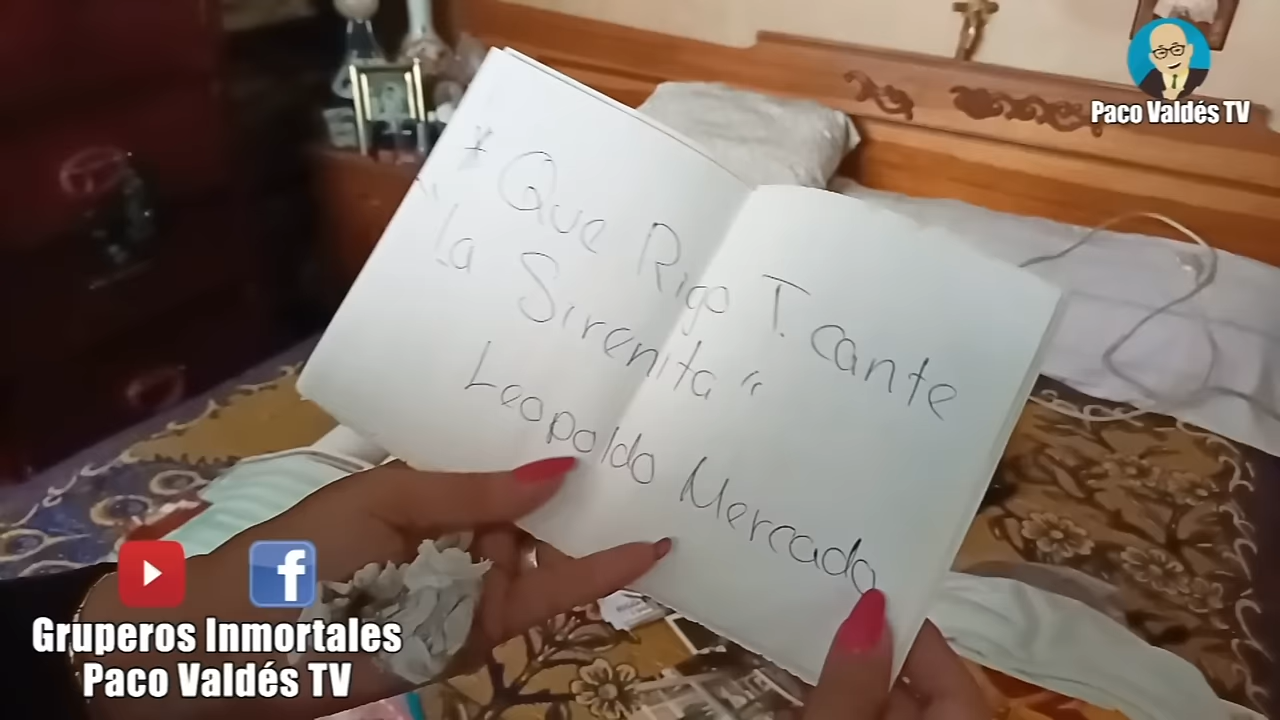 Paco Valdés TV
* Que Rigo T. cante
"La Sirenita"
Leopoldo Mercado
Gruperos Inmortales
Paco Valdés TV